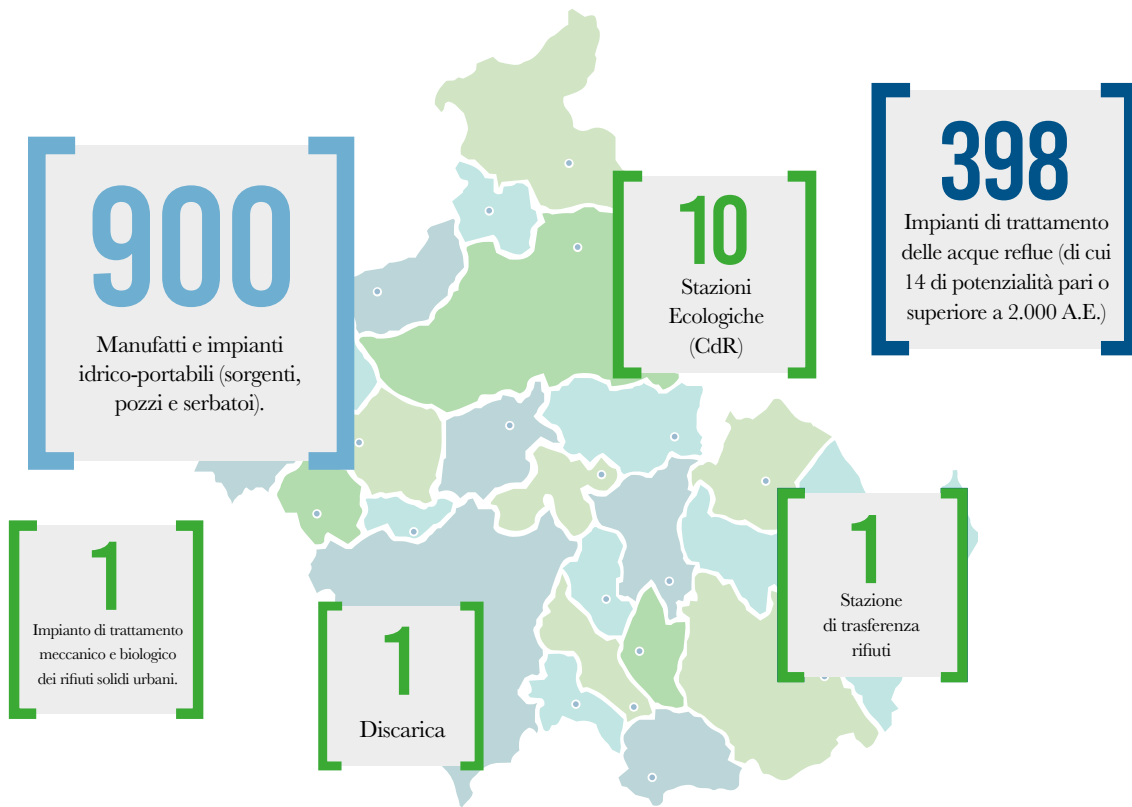 900
Manufatti e impianti
idrico-portabili (sorgenti,
pozzi e serbatoi).
10
Stazioni
Ecologiche
(CdR)
398
Impianti di trattamento
delle acque reflue (di cui
14 di potenzialità pari o
superiore a 2.000 A.E.)
1
Impianto di trattamento
meccanico e biologico
dei rifiuti solidi urbani.
1
Discarica
1
Stazione
di trasferenza
rifiuti